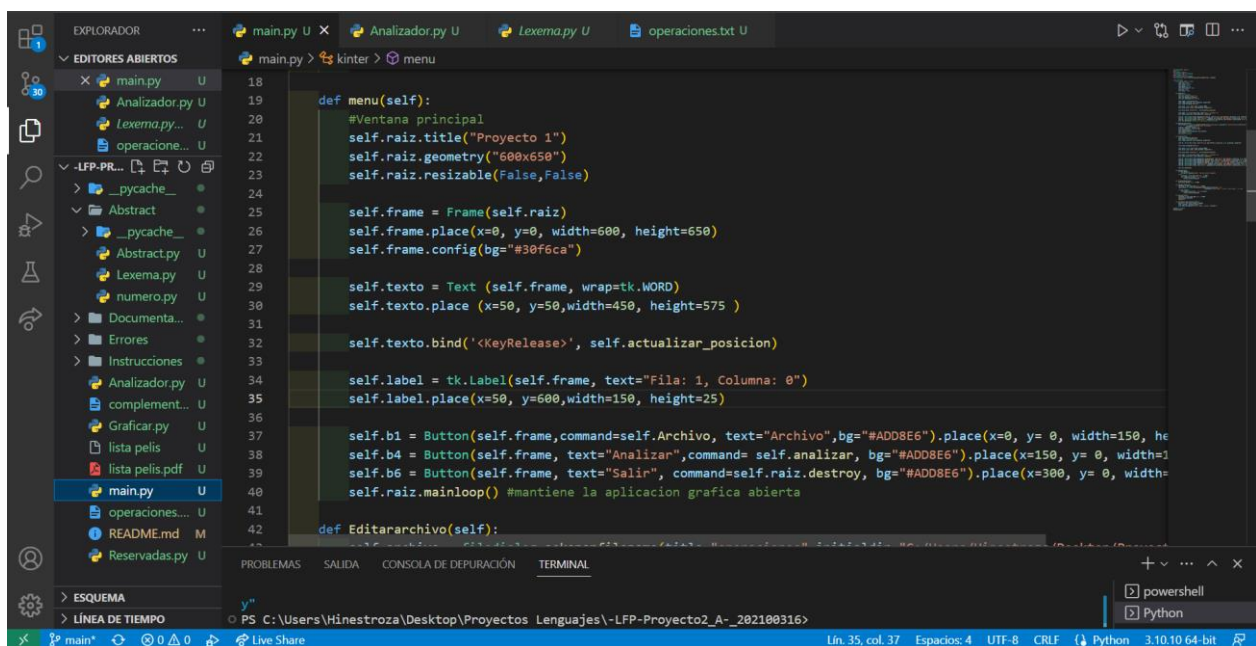 EXPLORADOR ···
main.py U X Analizador.py U Lexema.py U operaciones.txt U
EDITORES ABIERTOS
main.py > kinter > menu
1
30
X main.py U
Analizador.py U
Lexema.py... U
operacione... U
-LFP-PR...
__pycache__
Abstract
__pycache__
Abstract.py U
Lexema.py U
numero.py U
Documenta...
Errores
Instrucciones
Analizador.py U
complement... U
Graficar.py U
lista pelis U
lista pelis.pdf U
main.py U
operaciones.... U
README.md M
Reservadas.py U
ESQUEMA
LÍNEA DE TIEMPO
18
19 def menu(self):
20 #Ventana principal
21 self.raiz.title("Proyecto 1")
22 self.raiz.geometry("600x650")
23 self.raiz.resizable(False,False)
24
25 self.frame = Frame(self.raiz)
26 self.frame.place(x=0, y=0, width=600, height=650)
27 self.frame.config(bg="#30f6ca")
28
29 self.texto = Text (self.frame, wrap=tk.WORD)
30 self.texto.place (x=50, y=50,width=450, height=575 )
31
32 self.texto.bind('<KeyRelease>', self.actualizar_posicion)
33
34 self.label = tk.Label(self.frame, text="Fila: 1, Columna: 0")
35 self.label.place(x=50, y=600,width=150, height=25)
36
37 self.b1 = Button(self.frame,command=self.Archivo, text="Archivo",bg="#ADD8E6").place(x=0, y= 0, width=150, he
38 self.b4 = Button(self.frame, text="Analizar",command= self.analizar, bg="#ADD8E6").place(x=150, y= 0, width=1
39 self.b6 = Button(self.frame, text="Salir", command=self.raiz.destroy, bg="#ADD8E6").place(x=300, y= 0, width=
40 self.raiz.mainloop() #mantiene la aplicacion grafica abierta
41
42 def Editararchivo(self):
PROBLEMAS SALIDA CONSOLA DE DEPURACIÓN TERMINAL
y"
PS C:\Users\Hinestroza\Desktop\Proyectos Lenguajes\-LFP-Proyecto2_A-_202100316>
powershell
Python
main* 0 0 Live Share Lín. 35, col. 37 Espacios: 4 UTF-8 CRLF Python 3.10.10 64-bit